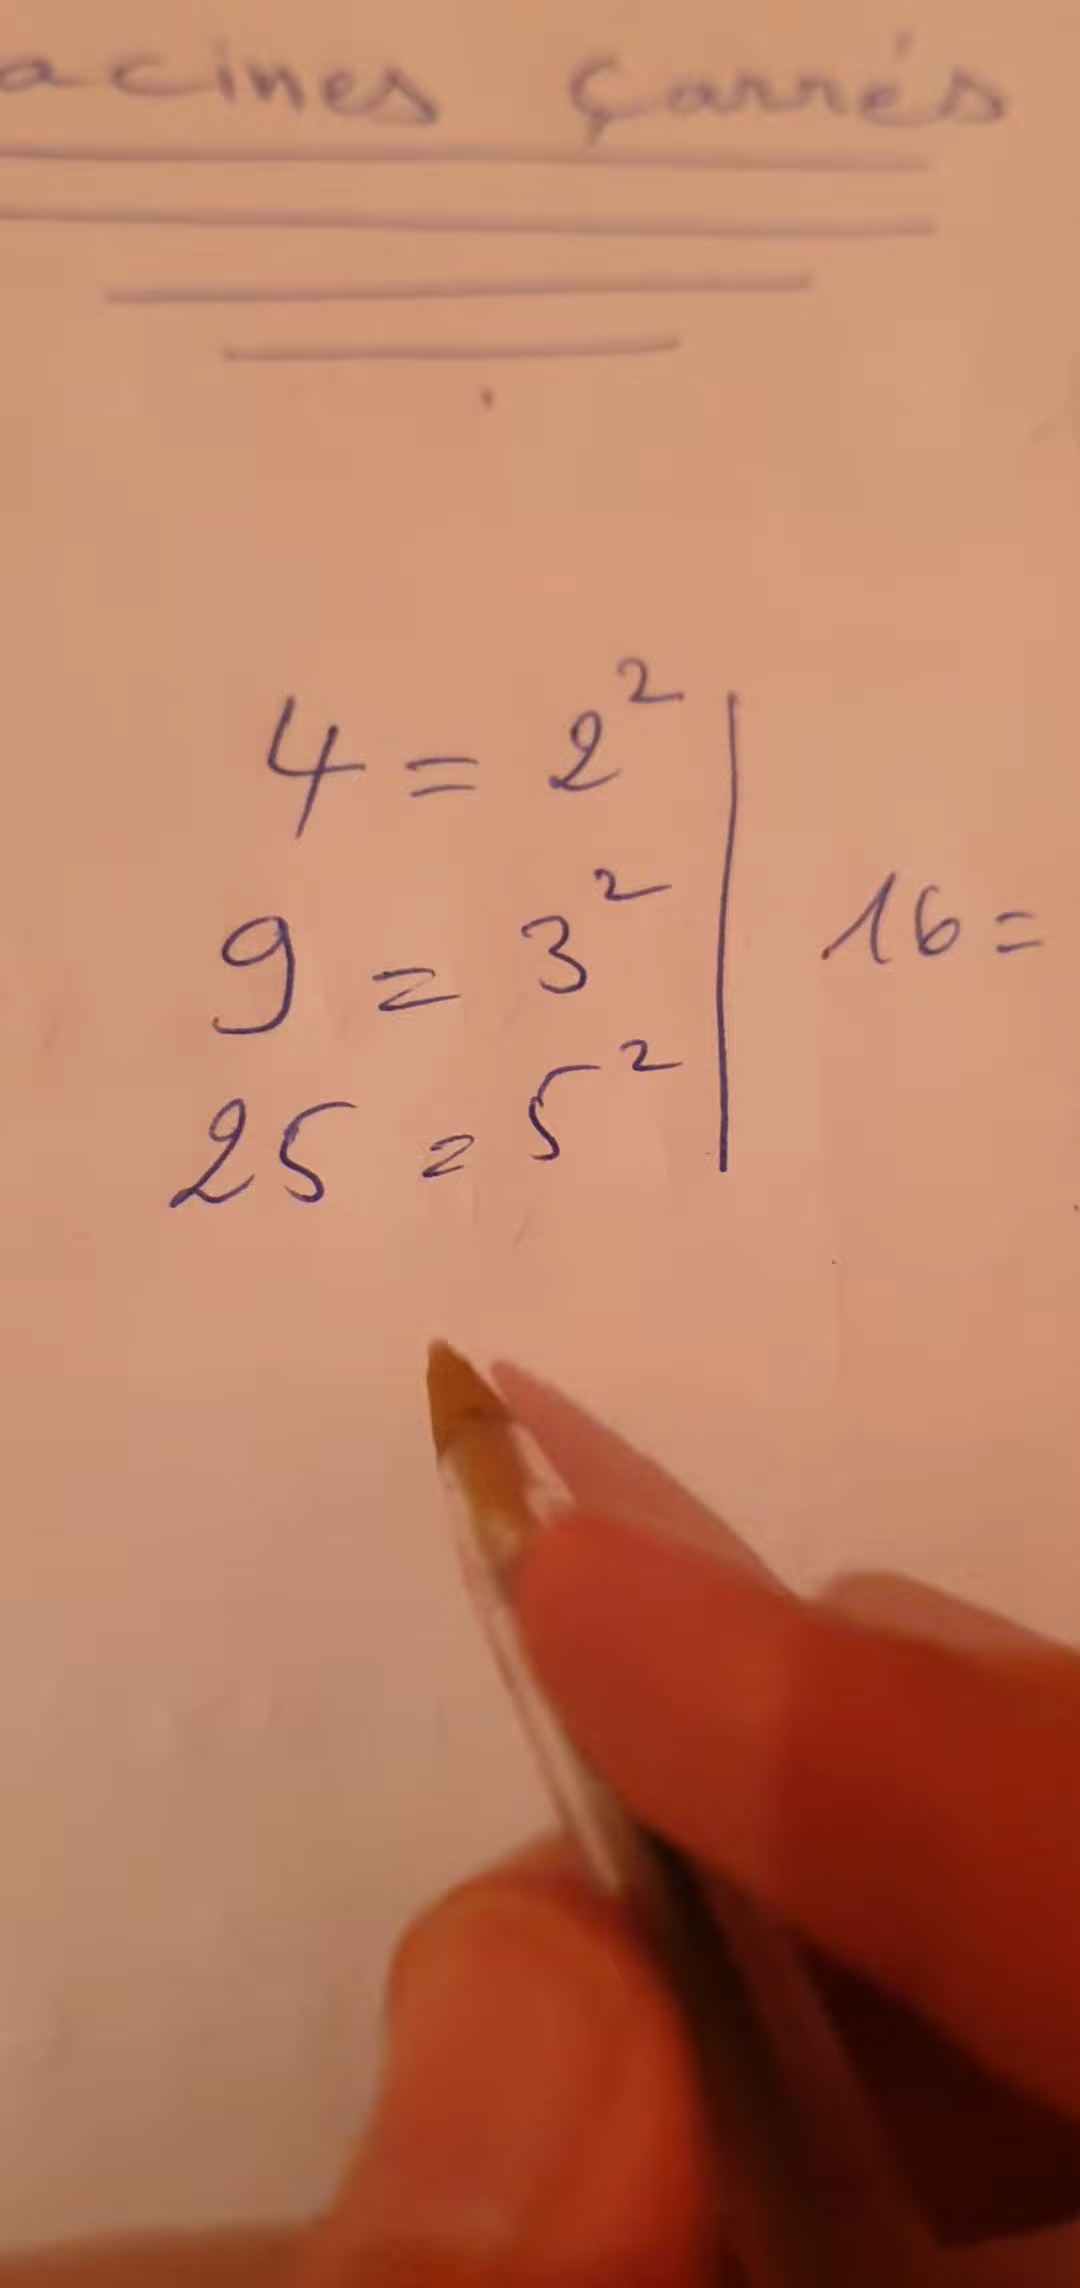 acines Carrés
4 = 2²
9 = 3²
25 = 5²
16 =